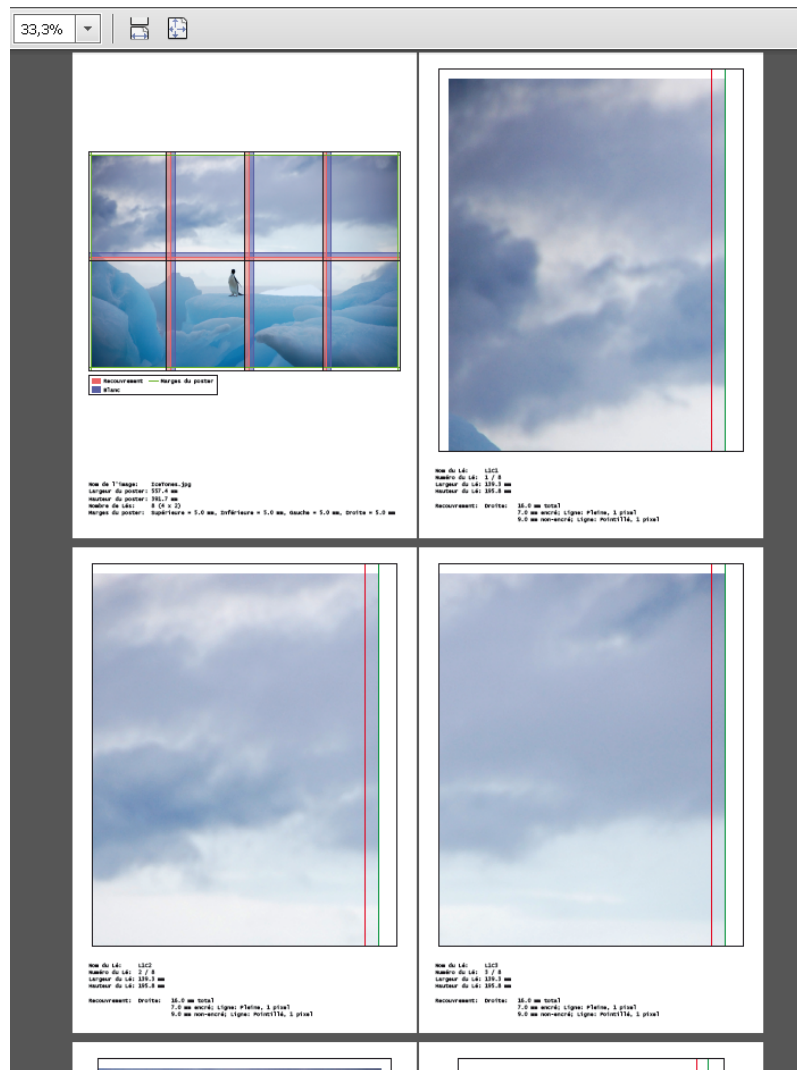 33,3%
Recouvrement Marges du poster
Blanc
Nom de l'image: IceTones.jpg
Largeur du poster: 557.4 mm
Hauteur du poster: 391.7 mm
Nombre de Lés: 8 (4 x 2)
Marges du poster: Supérieure = 5.0 mm, Inférieure = 5.0 mm, Gauche = 5.0 mm, Droite = 5.0 mm
Nom du Lé: L1C1
Numéro du Lé: 1 / 8
Largeur du Lé: 139.3 mm
Hauteur du Lé: 195.8 mm
Recouvrement: Droite: 16.0 mm total
7.0 mm encré; Ligne: Pleine, 1 pixel
9.0 mm non-encré; Ligne: Pointillé, 1 pixel
Nom du Lé: L1C2
Numéro du Lé: 2 / 8
Largeur du Lé: 139.3 mm
Hauteur du Lé: 195.8 mm
Recouvrement: Droite: 16.0 mm total
7.0 mm encré; Ligne: Pleine, 1 pixel
9.0 mm non-encré; Ligne: Pointillé, 1 pixel
Nom du Lé: L1C3
Numéro du Lé: 3 / 8
Largeur du Lé: 139.3 mm
Hauteur du Lé: 195.8 mm
Recouvrement: Droite: 16.0 mm total
7.0 mm encré; Ligne: Pleine, 1 pixel
9.0 mm non-encré; Ligne: Pointillé, 1 pixel